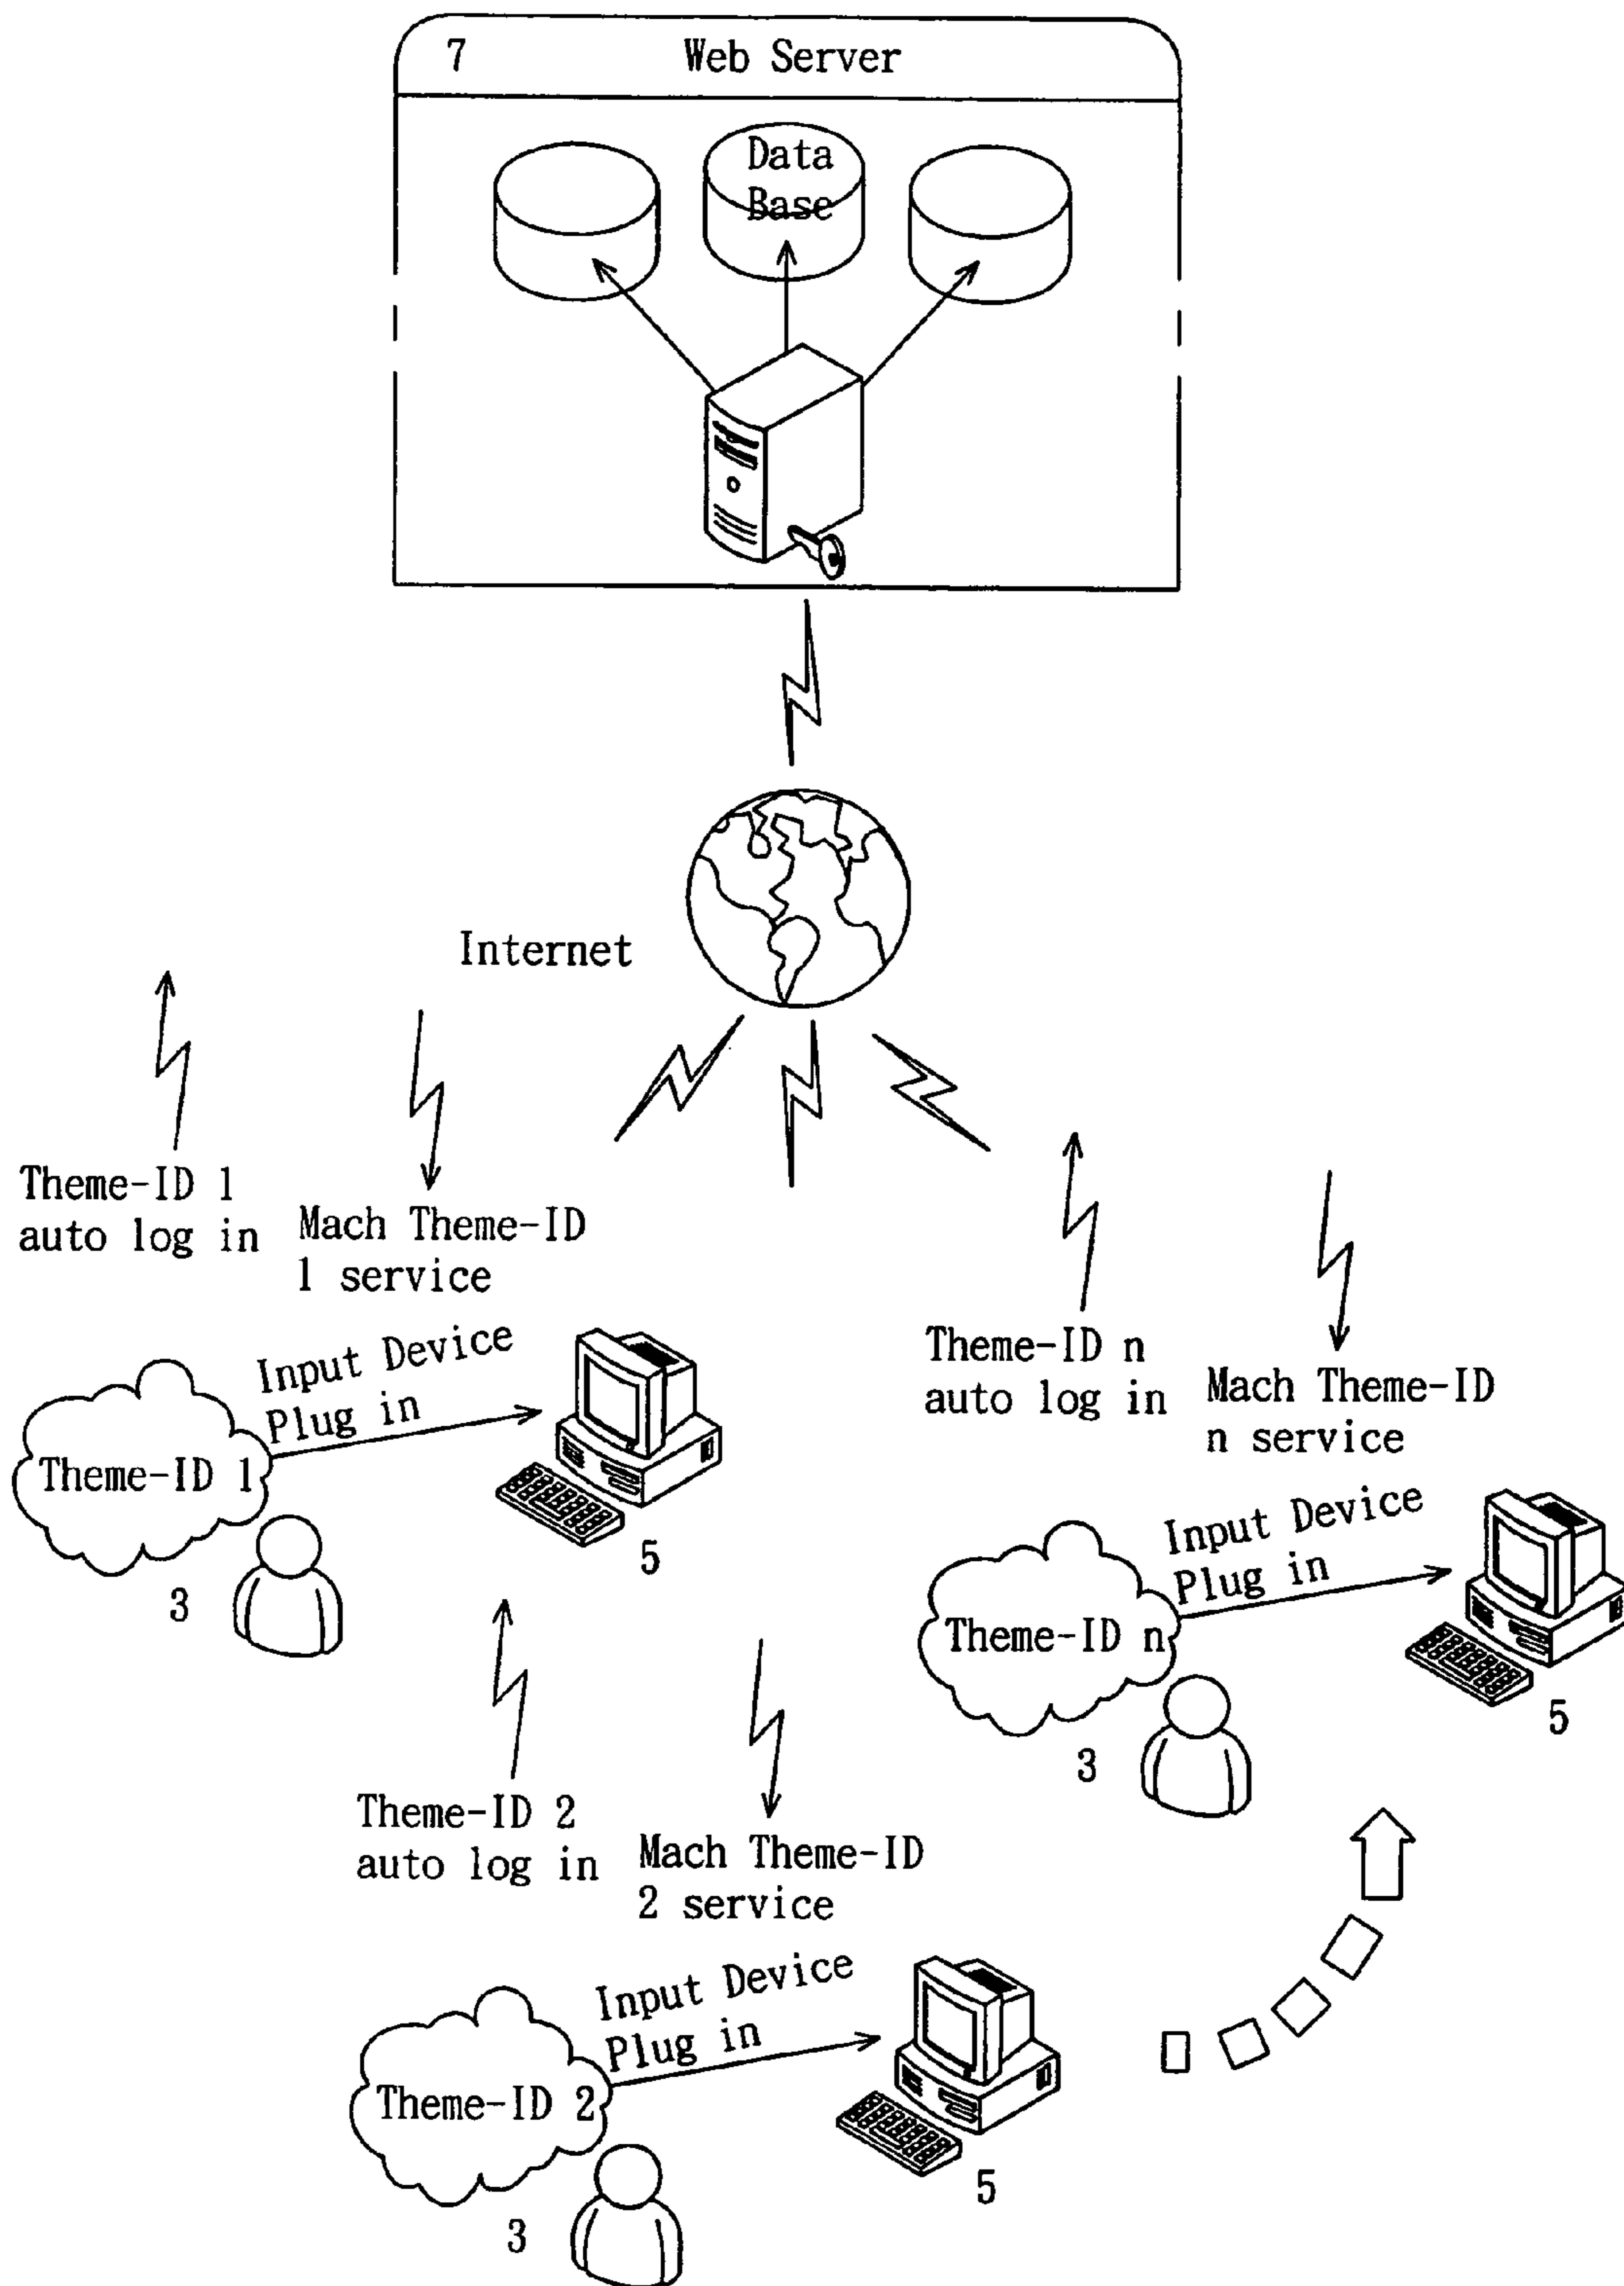 7
Web Server
Data
Base
Internet
Theme-ID 1
auto log in
Mach Theme-ID
1 service
Input Device
Plug in
Theme-ID 1
3
5
Theme-ID n
auto log in
Mach Theme-ID
n service
Input Device
Plug in
Theme-ID n
3
5
Theme-ID 2
auto log in
Mach Theme-ID
2 service
Input Device
Plug in
Theme-ID 2
3
5